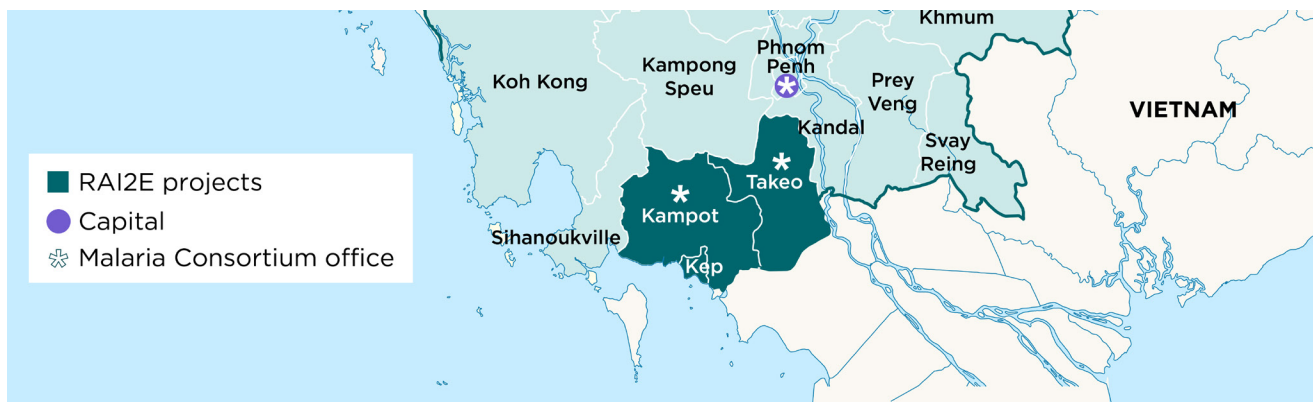 Khmum
Phnom
Penh
Kampong
Speu
Koh Kong
Prey
Veng
VIETNAM
Kandal
Svay
Reing
Takeo
Kampot
Sihanoukville
Kep
RAI2E projects
Capital
Malaria Consortium office